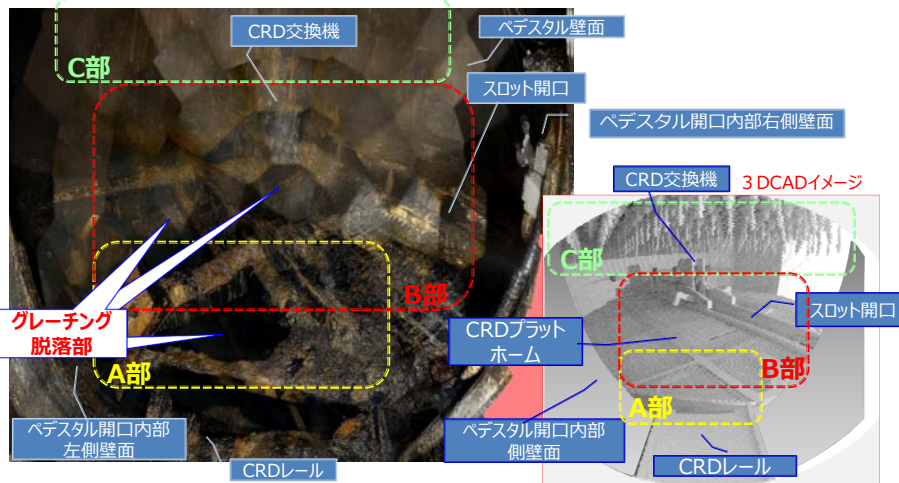 CRD交換機
ペデスタル壁面
C部
スロット開口
ペデスタル開口内部右側壁面
CRD交換機
3DCADイメージ
C部
B部
グレーチング
脱落部
スロット開口
CRDプラット
ホーム
B部
A部
A部
ペデスタル開口内部
左側壁面
ペデスタル開口内部
側壁面
CRDレール
CRDレール